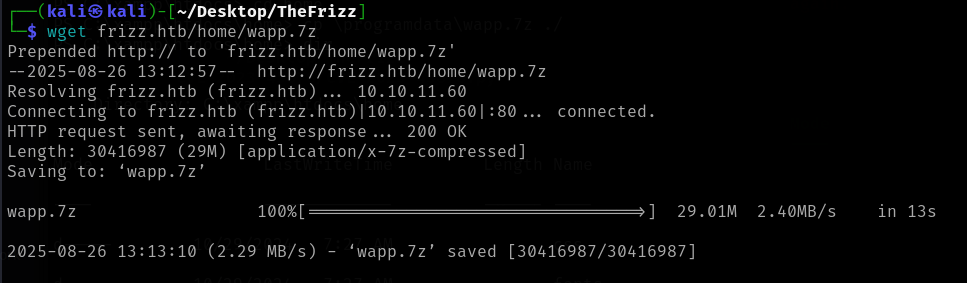 ┌──(kali㉿kali)-[~/Desktop/TheFrizz]
└─$ wget frizz.htb/home/wapp.7z
Prepended http:// to 'frizz.htb/home/wapp.7z'
--2025-08-26 13:12:57--  http://frizz.htb/home/wapp.7z
Resolving frizz.htb (frizz.htb)... 10.10.11.60
Connecting to frizz.htb (frizz.htb)|10.10.11.60|:80... connected.
HTTP request sent, awaiting response... 200 OK
Length: 30416987 (29M) [application/x-7z-compressed]
Saving to: ‘wapp.7z’
LastWriteTime Length Name
wapp.7z 100%[===================================>] 29.01M 2.40MB/s in 13s
2025-08-26 13:13:10 (2.29 MB/s) - ‘wapp.7z’ saved [30416987/30416987]